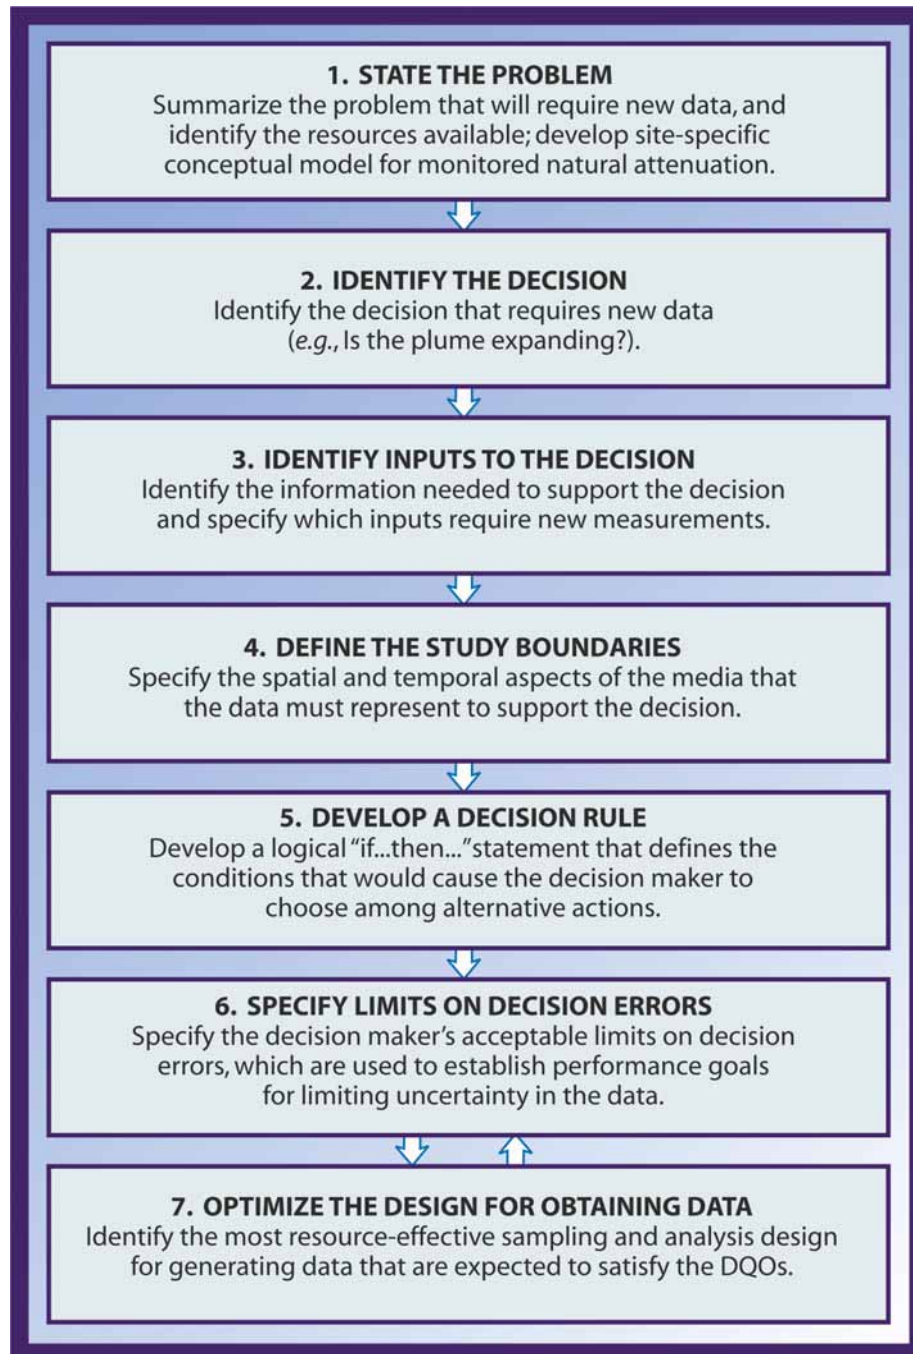 1. STATE THE PROBLEM
Summarize the problem that will require new data, and
identify the resources available; develop site-specific
conceptual model for monitored natural attenuation.
2. IDENTIFY THE DECISION
Identify the decision that requires new data
(e.g., Is the plume expanding?).
3. IDENTIFY INPUTS TO THE DECISION
Identify the information needed to support the decision
and specify which inputs require new measurements.
4. DEFINE THE STUDY BOUNDARIES
Specify the spatial and temporal aspects of the media that
the data must represent to support the decision.
5. DEVELOP A DECISION RULE
Develop a logical "if...then..." statement that defines the
conditions that would cause the decision maker to
choose among alternative actions.
6. SPECIFY LIMITS ON DECISION ERRORS
Specify the decision maker's acceptable limits on decision
errors, which are used to establish performance goals
for limiting uncertainty in the data.
7. OPTIMIZE THE DESIGN FOR OBTAINING DATA
Identify the most resource-effective sampling and analysis design
for generating data that are expected to satisfy the DQOs.